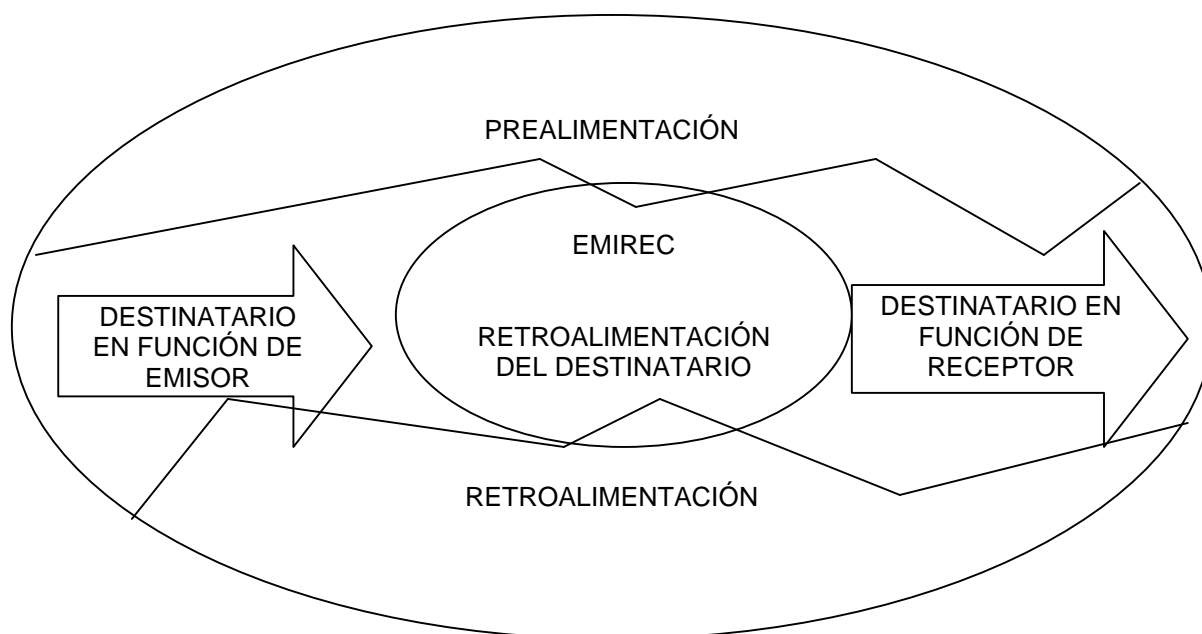 PREALIMENTACIÓN
EMIREC
DESTINATARIO
EN FUNCIÓN DE
EMISOR
RETROALIMENTACIÓN
DEL DESTINATARIO
DESTINATARIO EN
FUNCIÓN DE
RECEPTOR
RETROALIMENTACIÓN